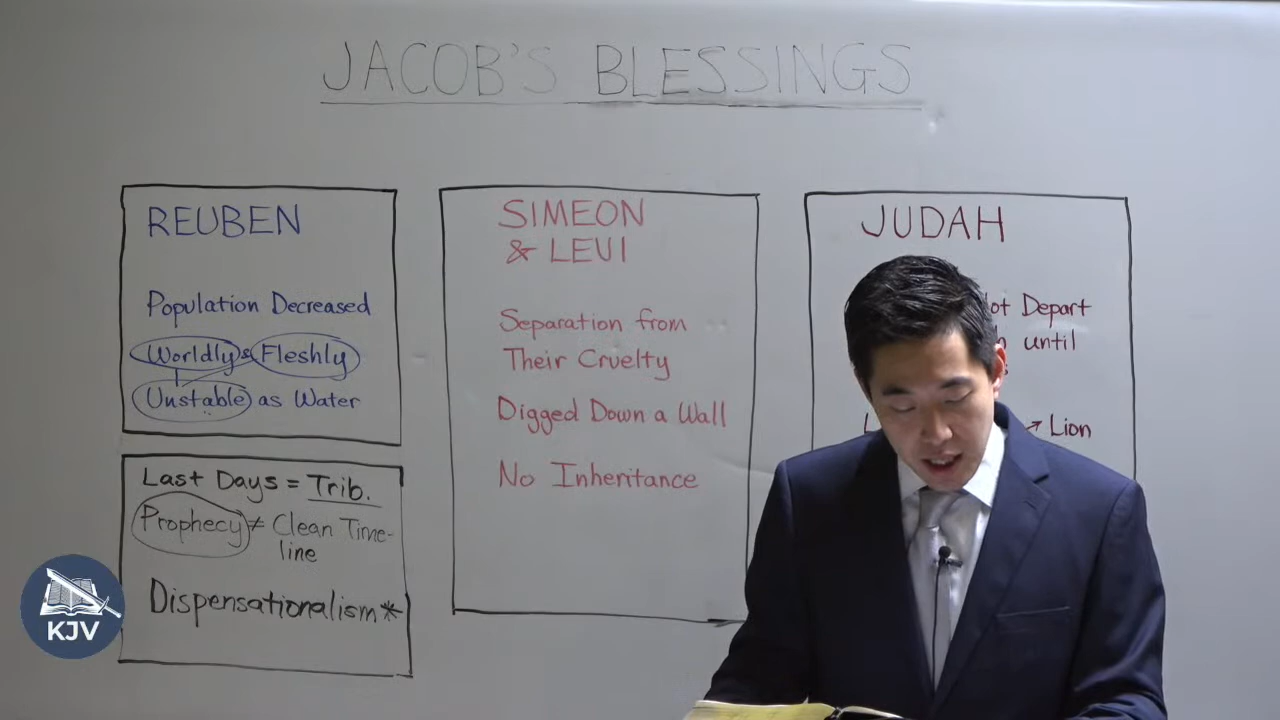 JACOB'S BLESSINGS
REUBEN
Population Decreased
Worldly & Fleshly
Unstable as Water
Last Days = Trib.
Prophecy ≠ Clean Time-
line
Dispensationalism*
SIMEON
& LEVI
Separation from
Their Cruelty
Digged Down a Wall
No Inheritance
JUDAH
Depart
until
→ Lion
KJV